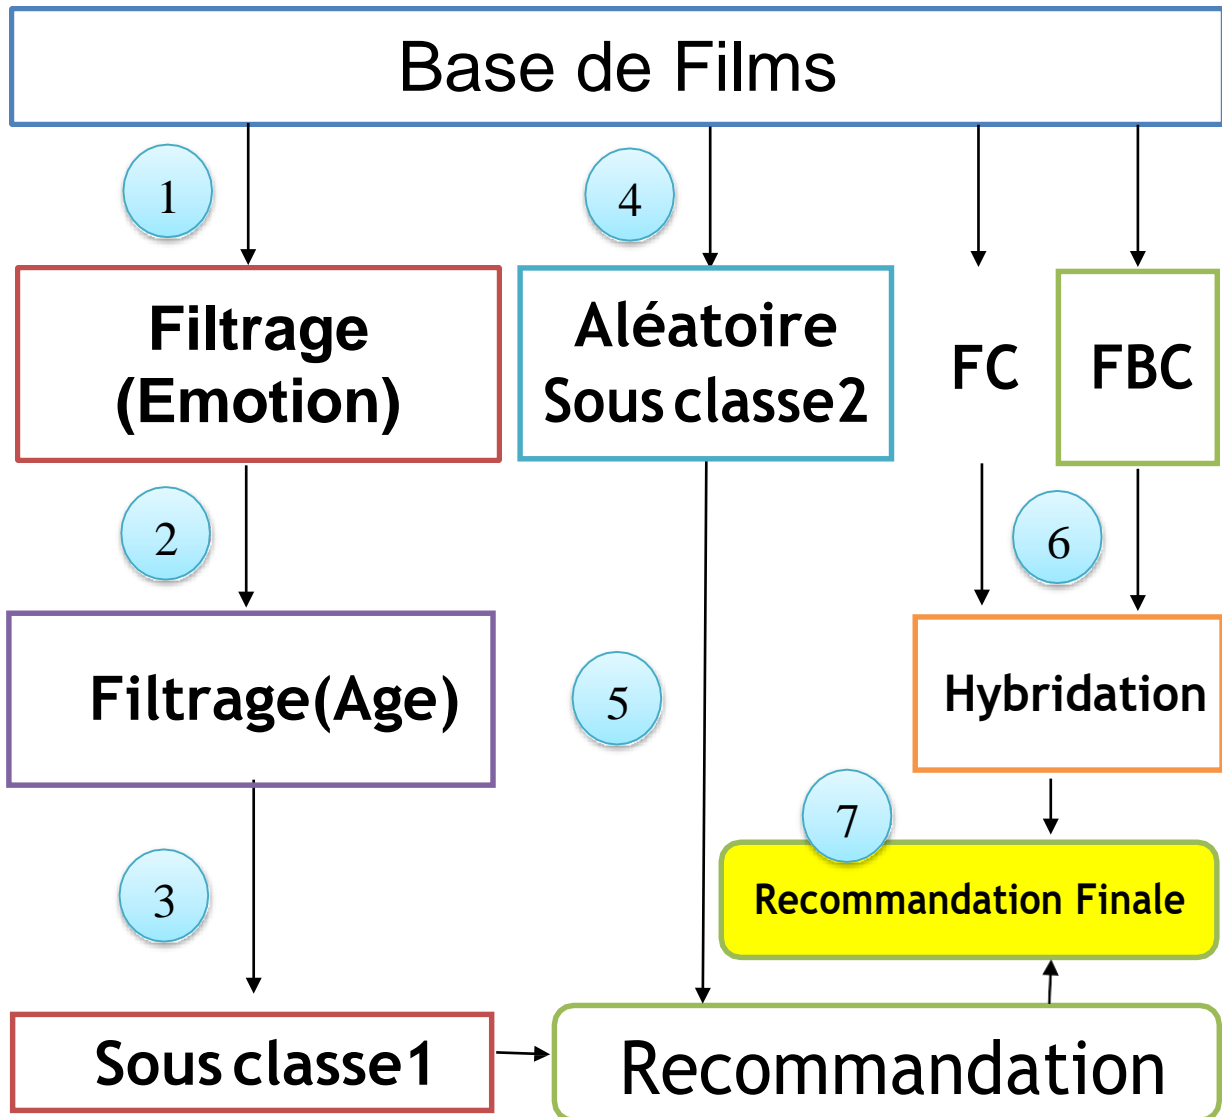 Base de Films
1
4
Filtrage
(Emotion)
Aléatoire
Sous classe2
FC
FBC
2
6
Filtrage(Age)
5
Hybridation
7
3
Recommandation Finale
Sous classe1
Recommandation